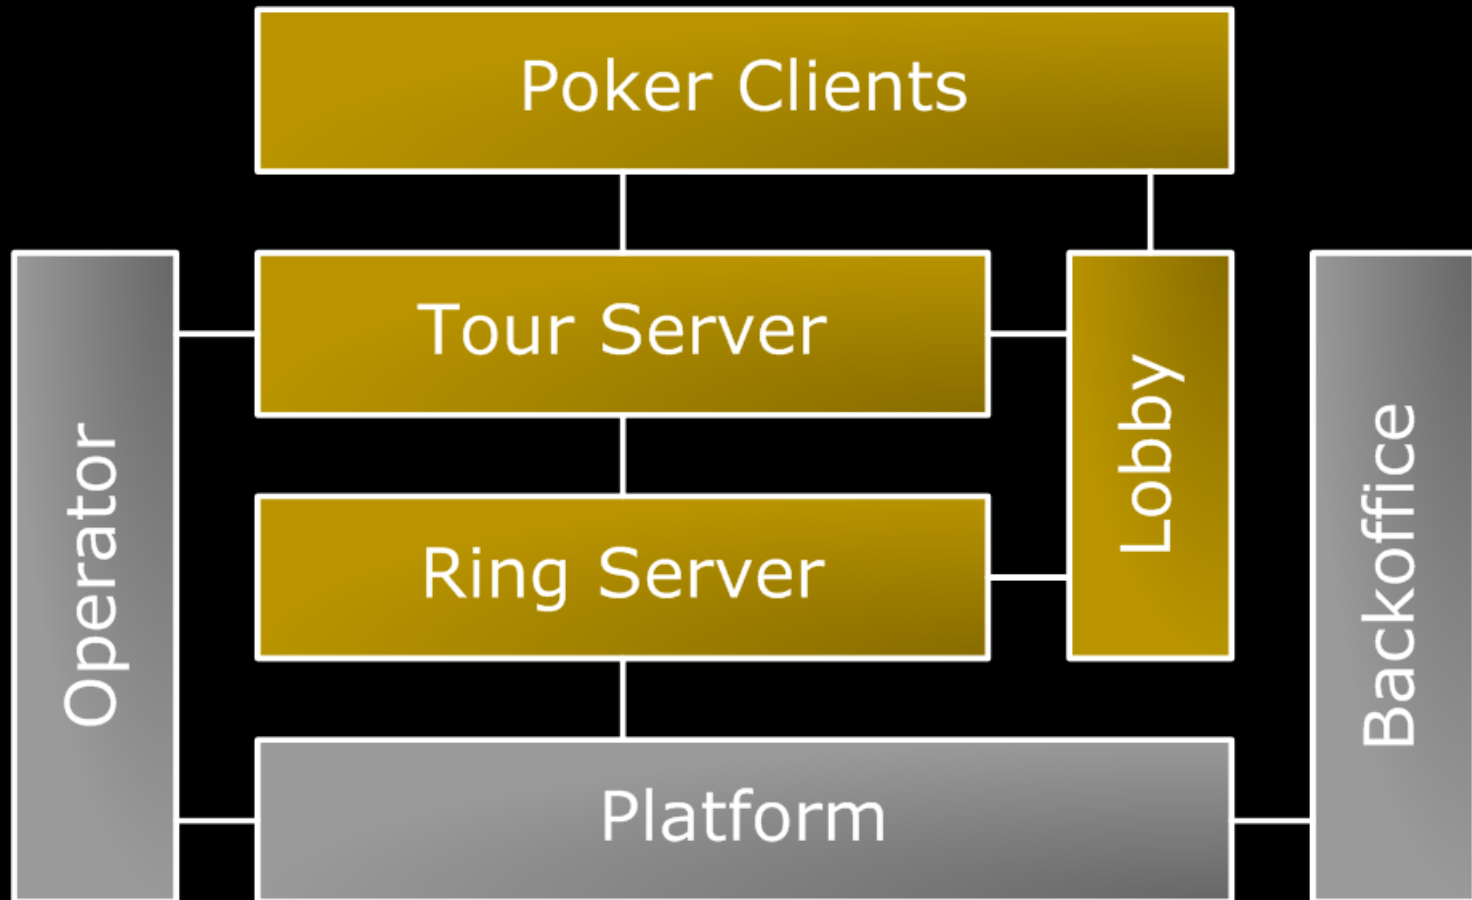 Poker Clients
Tour Server
Ring Server
Platform
Operator
Lobby
Backoffice